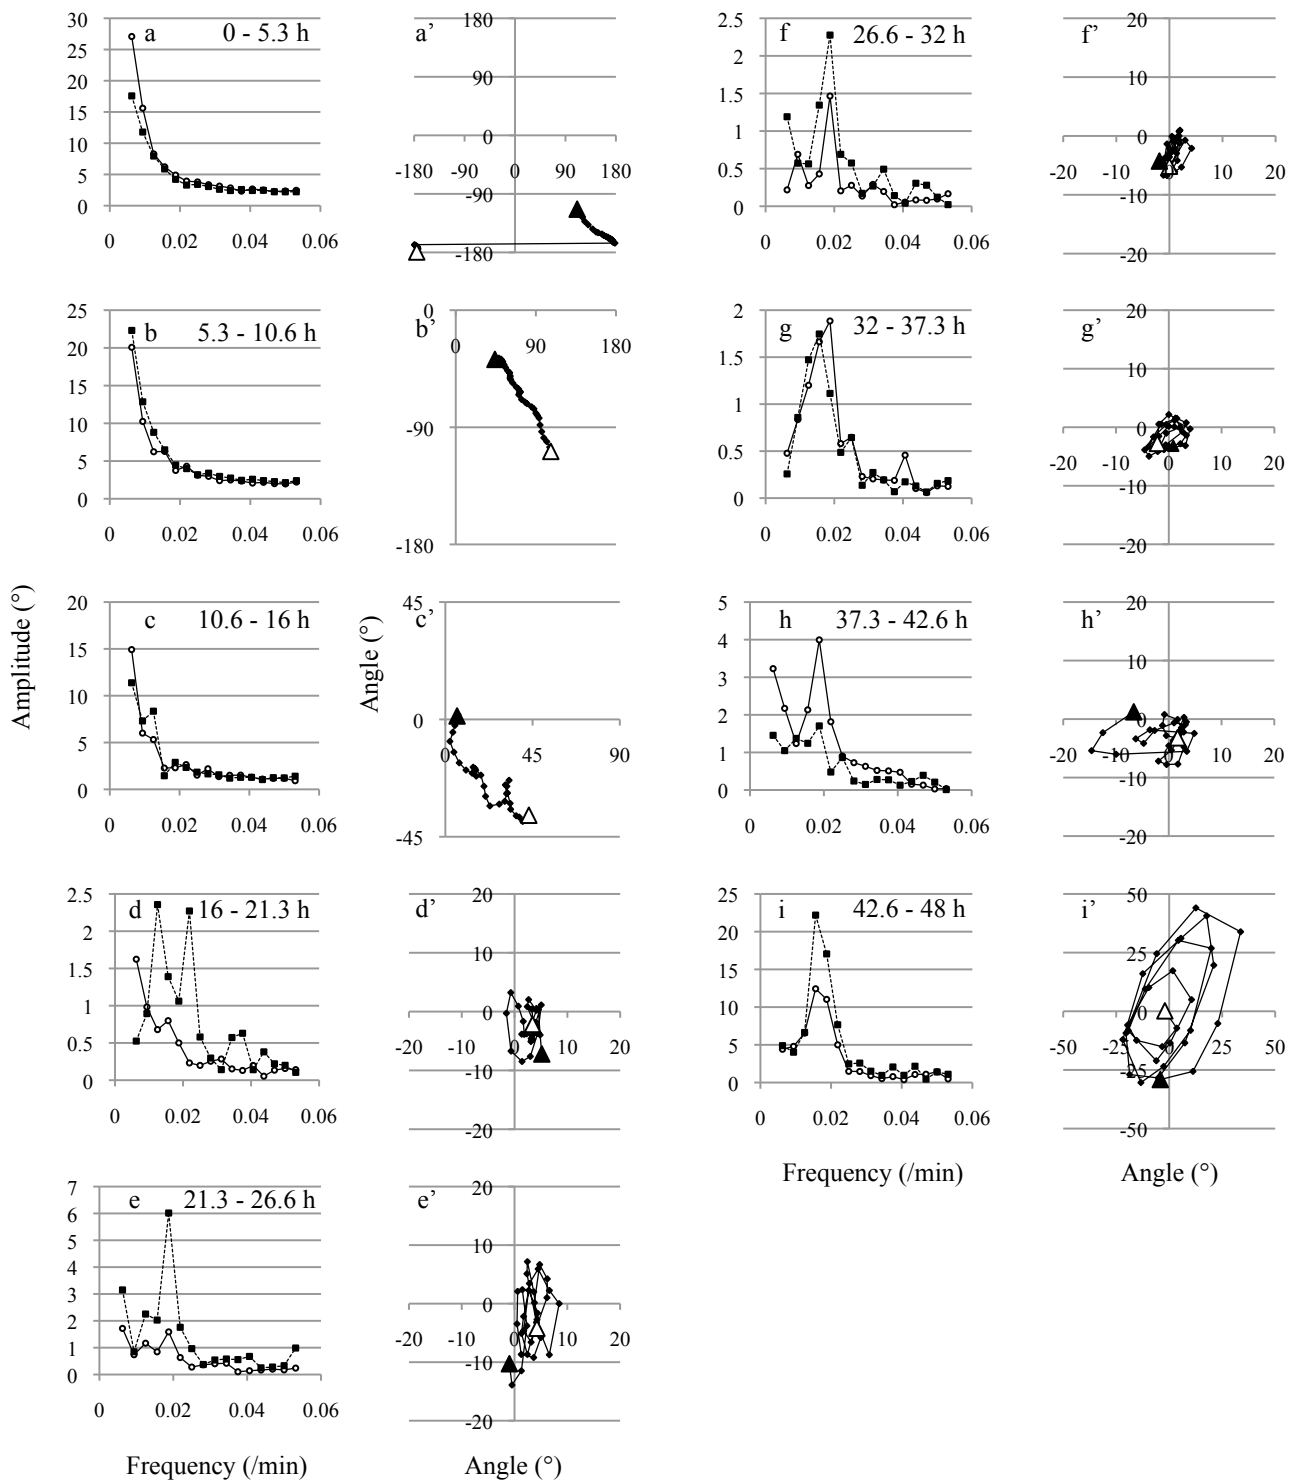 a 0 - 5.3 h
30
25
20
15
10
5
0
0 0.02 0.04 0.06
a'
180
90
0
-180 -90 0 90 180
-90
-180
b 5.3 - 10.6 h
25
20
15
10
5
0
0 0.02 0.04 0.06
b'
0
0 90 180
-90
-180
c 10.6 - 16 h
20
15
10
5
0
0 0.02 0.04 0.06
c'
45
0
0 45 90
-45
d 16 - 21.3 h
2.5
2
1.5
1
0.5
0
0 0.02 0.04 0.06
d'
20
10
0
-20 -10 0 10 20
-10
-20
e 21.3 - 26.6 h
7
6
5
4
3
2
1
0
0 0.02 0.04 0.06
e'
20
10
0
-20 -10 0 10 20
-10
-20
Amplitude (°)
Angle (°)
Frequency (/min)
Angle (°)
f 26.6 - 32 h
2.5
2
1.5
1
0.5
0
0 0.02 0.04 0.06
f'
20
10
0
-20 -10 0 10 20
-10
-20
g 32 - 37.3 h
2
1.5
1
0.5
0
0 0.02 0.04 0.06
g'
20
10
0
-20 -10 0 10 20
-10
-20
h 37.3 - 42.6 h
5
4
3
2
1
0
0 0.02 0.04 0.06
h'
20
10
0
-20 -10 0 10 20
-10
-20
i 42.6 - 48 h
25
20
15
10
5
0
0 0.02 0.04 0.06
i'
50
25
0
-50 -25 0 25 50
-25
-50
Frequency (/min)
Angle (°)